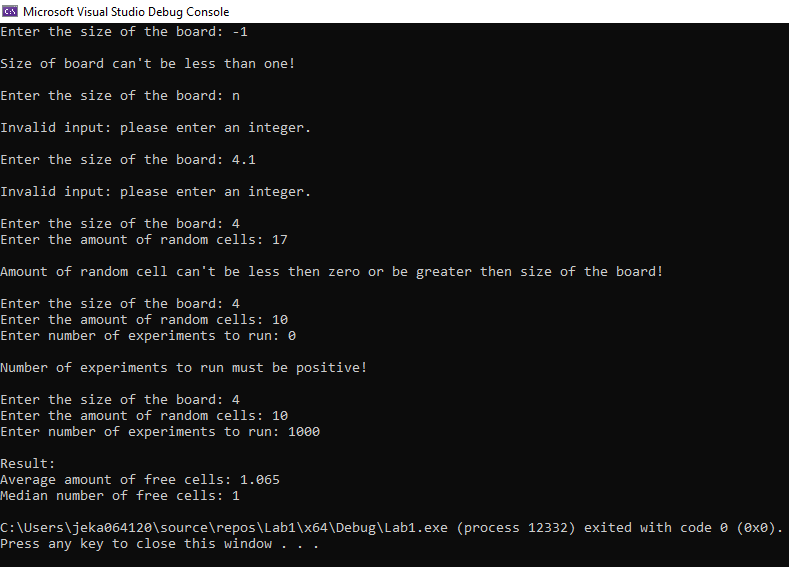 Microsoft Visual Studio Debug Console
Enter the size of the board: -1
Size of board can't be less than one!
Enter the size of the board: n
Invalid input: please enter an integer.
Enter the size of the board: 4.1
Invalid input: please enter an integer.
Enter the size of the board: 4
Enter the amount of random cells: 17
Amount of random cell can't be less then zero or be greater then size of the board!
Enter the size of the board: 4
Enter the amount of random cells: 10
Enter number of experiments to run: 0
Number of experiments to run must be positive!
Enter the size of the board: 4
Enter the amount of random cells: 10
Enter number of experiments to run: 1000
Result:
Average amount of free cells: 1.065
Median number of free cells: 1
C:\Users\jeka064120\source\repos\Lab1\x64\Debug\Lab1.exe (process 12332) exited with code 0 (0x0).
Press any key to close this window . . .